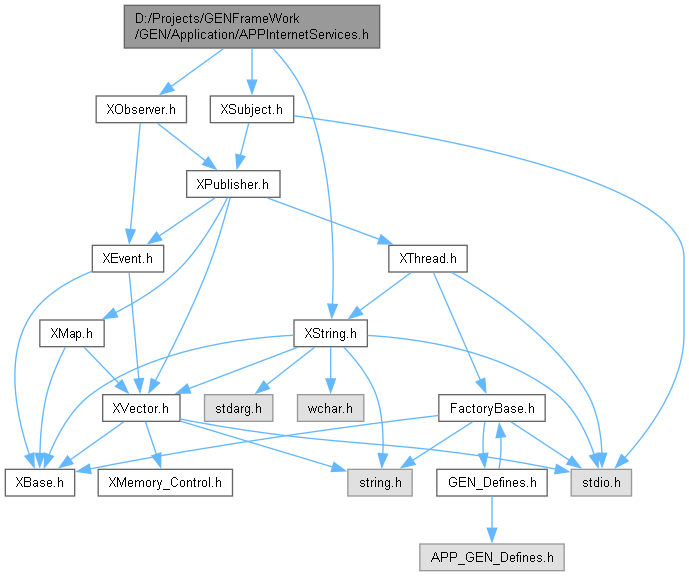 D:/Projects/GENFrameWork
/GEN/Application/APPInternetServices.h
XObserver.h
XSubject.h
XPublisher.h
XEvent.h
XThread.h
XMap.h
XString.h
XVector.h
stdarg.h
wchar.h
FactoryBase.h
XBase.h
XMemory_Control.h
string.h
GEN_Defines.h
stdio.h
APP_GEN_Defines.h